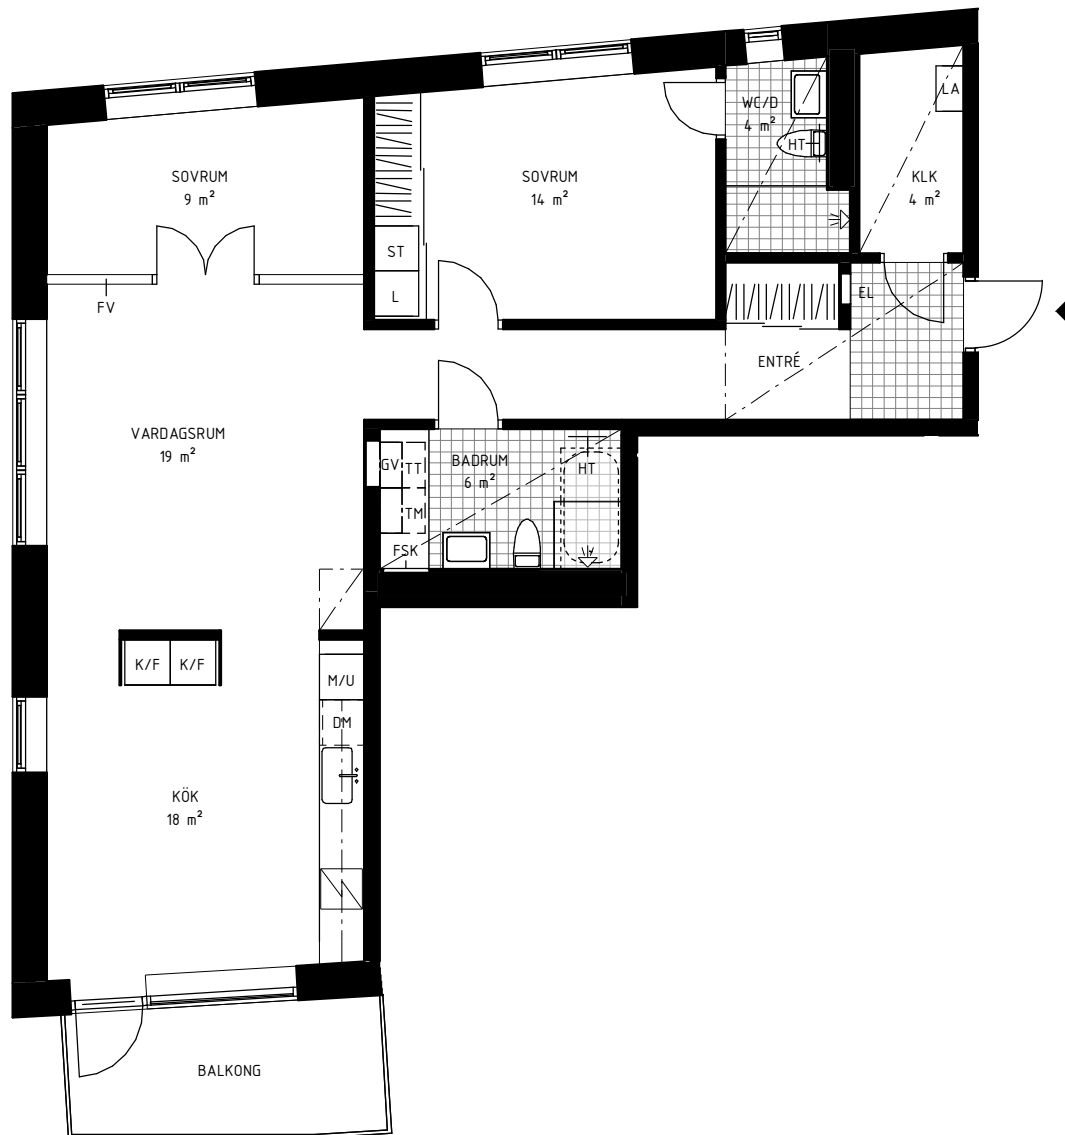 LA
WC/D
4 m²
HT
KLK
4 m²
SOVRUM
9 m²
SOVRUM
14 m²
ST
L
FV
EL
ENTRÉ
VARDAGSRUM
19 m²
GV
TT
BADRUM
6 m²
HT
TM
FSK
K/F
K/F
M/U
DM
KÖK
18 m²
BALKONG